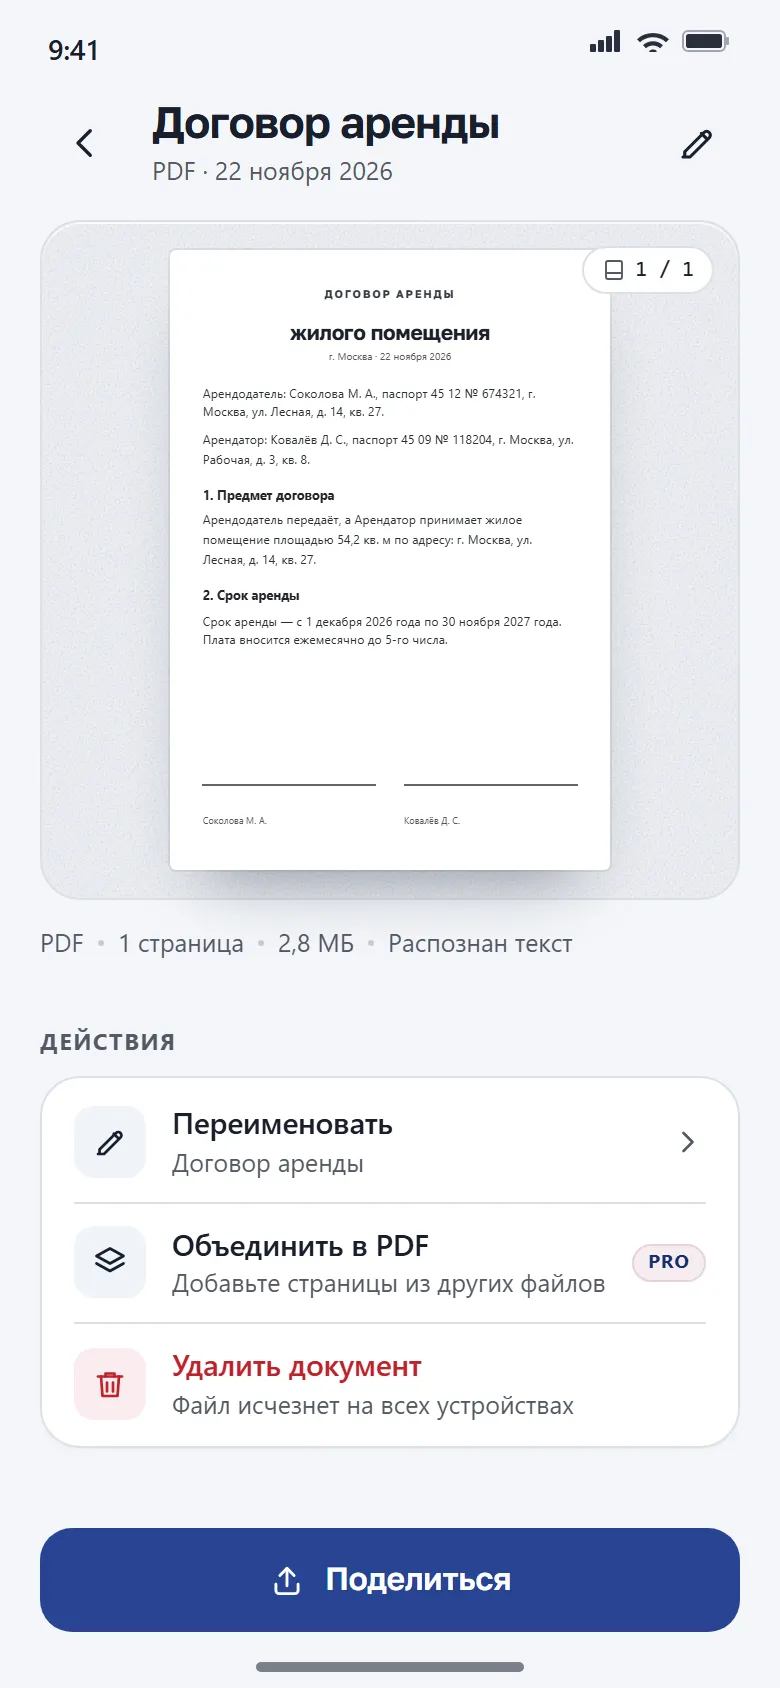 9:41
Договор аренды
PDF · 22 ноября 2026
1 / 1
ДОГОВОР АРЕНДЫ
жилого помещения
г. Москва · 22 ноября 2026
Арендодатель: Соколова М. А., паспорт 45 12 № 674321, г.
Москва, ул. Лесная, д. 14, кв. 27.
Арендатор: Ковалёв Д. С., паспорт 45 09 № 118204, г. Москва, ул.
Рабочая, д. 3, кв. 8.
1. Предмет договора
Арендодатель передаёт, а Арендатор принимает жилое
помещение площадью 54,2 кв. м по адресу: г. Москва, ул.
Лесная, д. 14, кв. 27.
2. Срок аренды
Срок аренды — с 1 декабря 2026 года по 30 ноября 2027 года.
Плата вносится ежемесячно до 5-го числа.
Соколова М. А.
Ковалёв Д. С.
PDF • 1 страница • 2,8 МБ • Распознан текст
ДЕЙСТВИЯ
Переименовать
Договор аренды
Объединить в PDF
Добавьте страницы из других файлов
PRO
Удалить документ
Файл исчезнет на всех устройствах
Поделиться